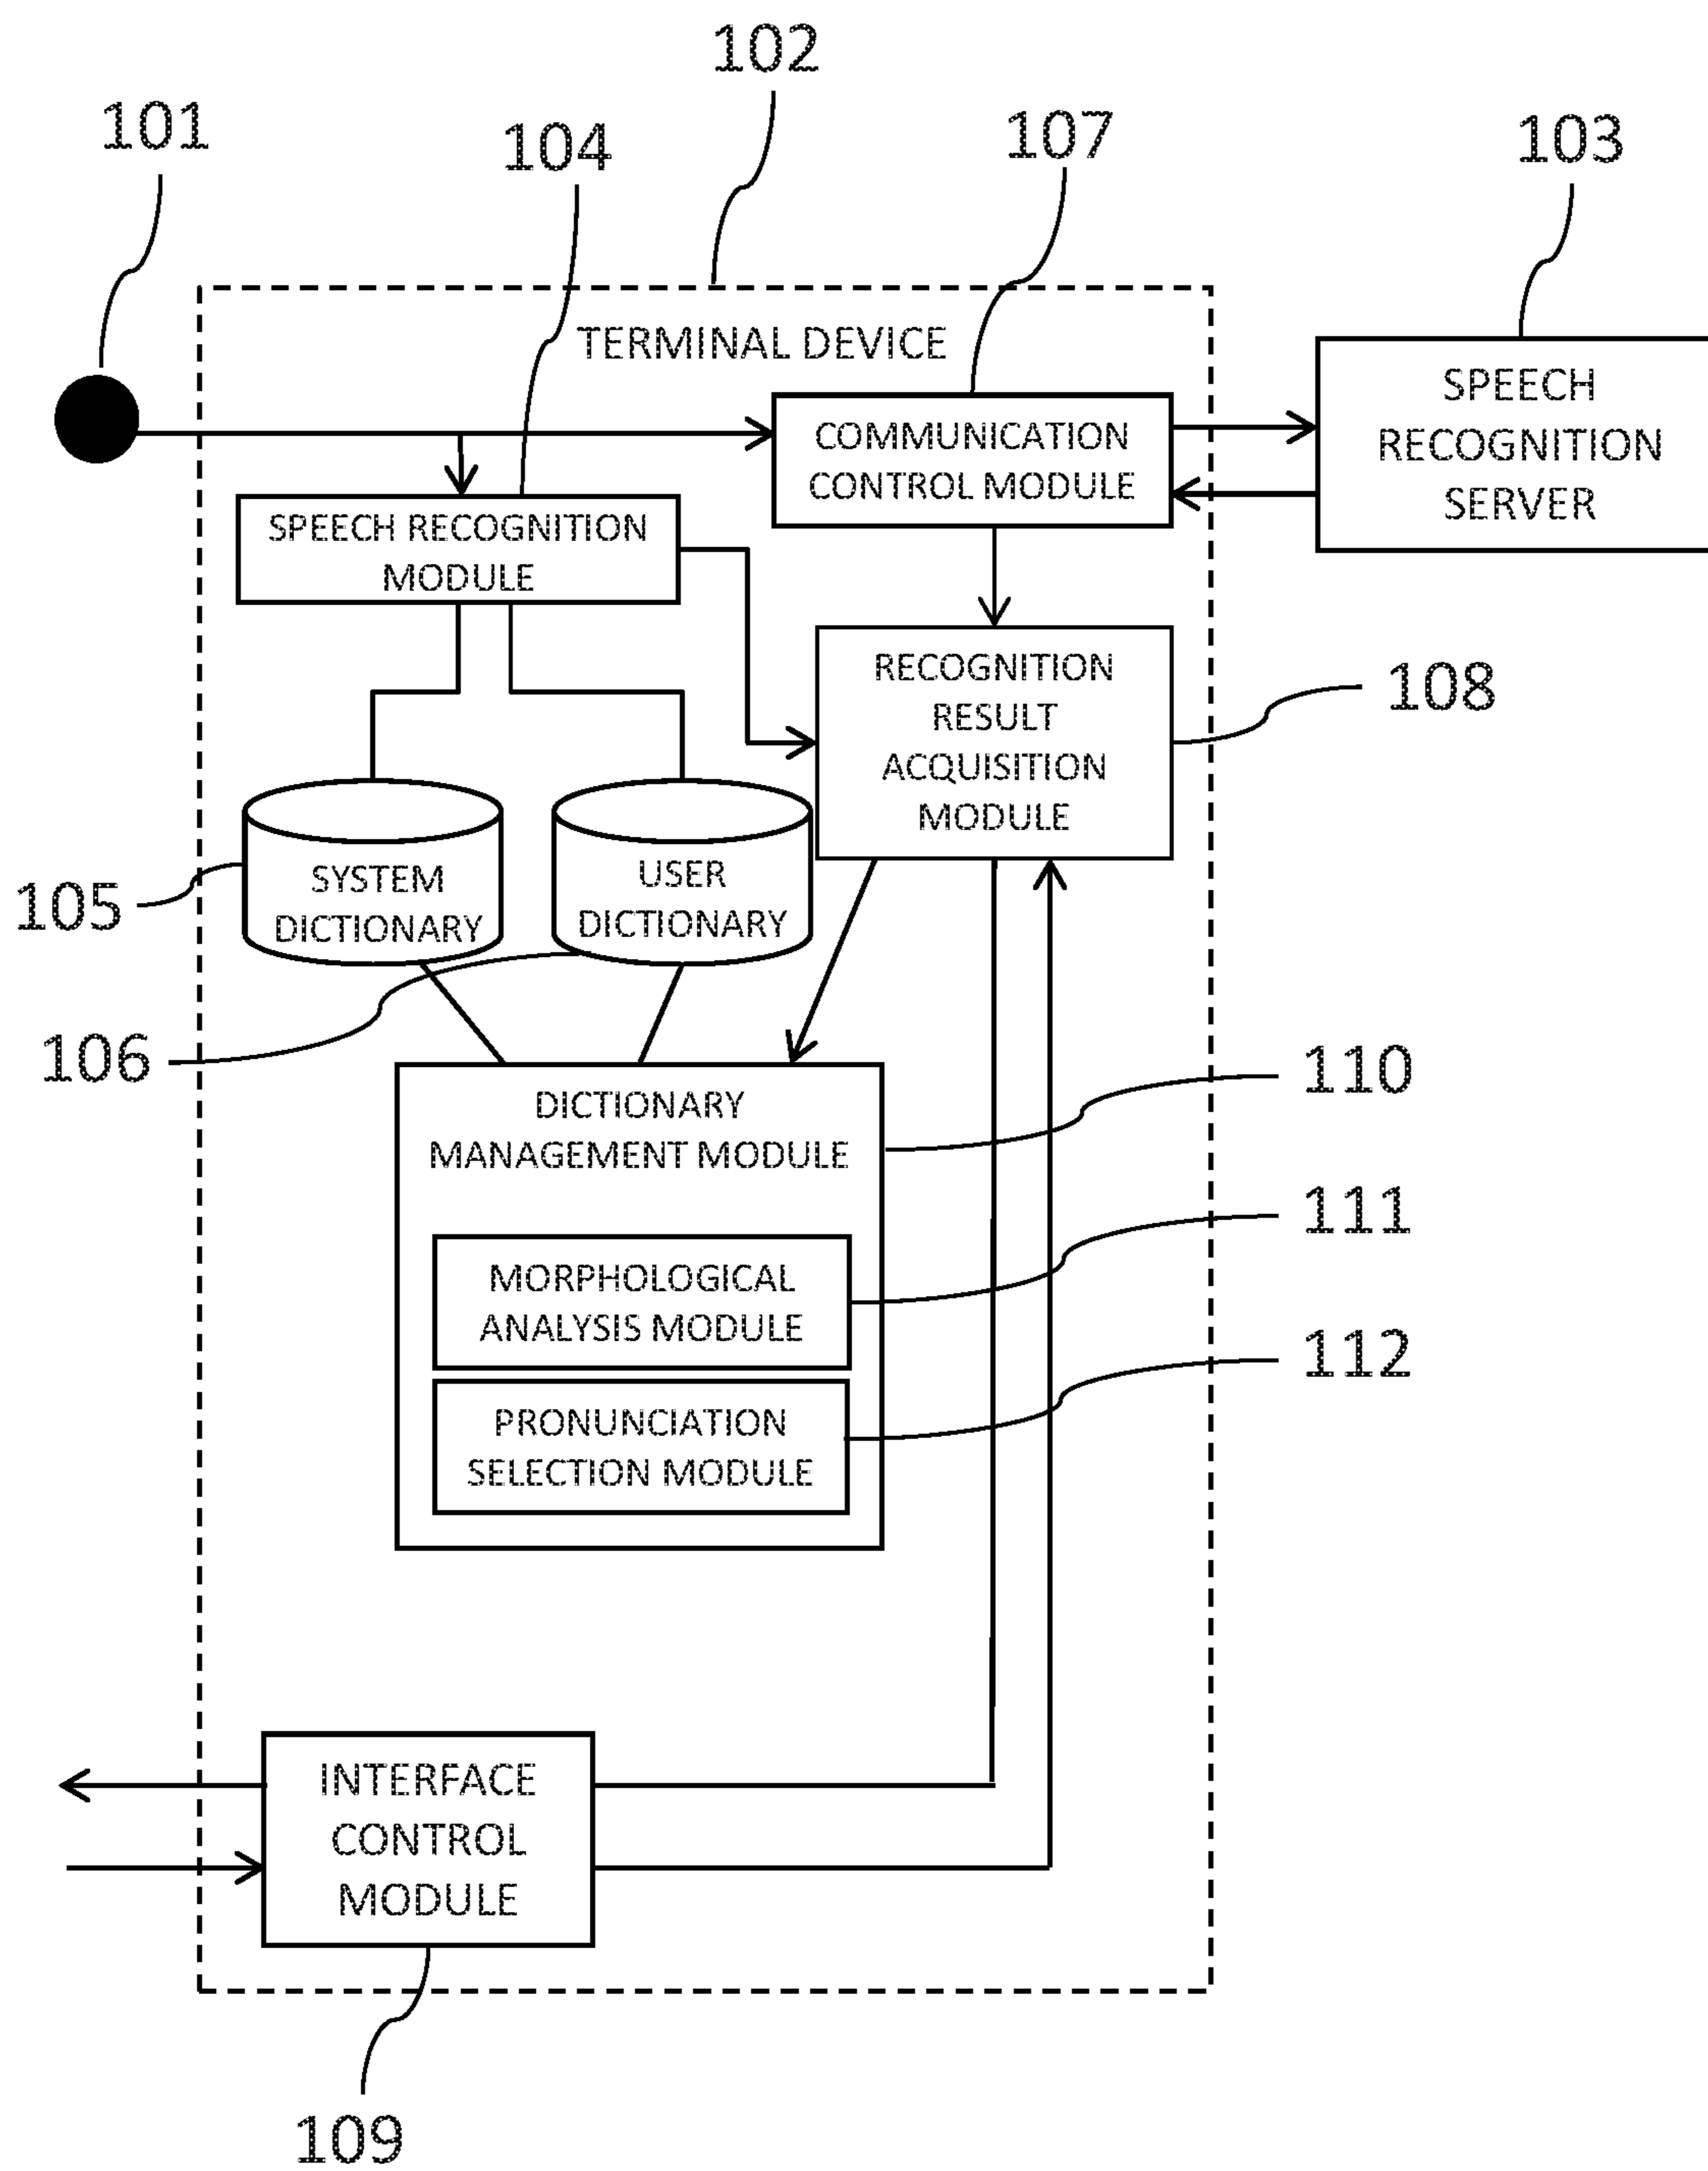 102
101
104
107
103
TERMINAL DEVICE
COMMUNICATION
CONTROL MODULE
SPEECH
RECOGNITION
SERVER
SPEECH RECOGNITION
MODULE
RECOGNITION
RESULT
ACQUISITION
MODULE
108
SYSTEM
DICTIONARY
USER
DICTIONARY
105
106
DICTIONARY
MANAGEMENT MODULE
110
MORPHOLOGICAL
ANALYSIS MODULE
111
PRONUNCIATION
SELECTION MODULE
112
INTERFACE
CONTROL
MODULE
109